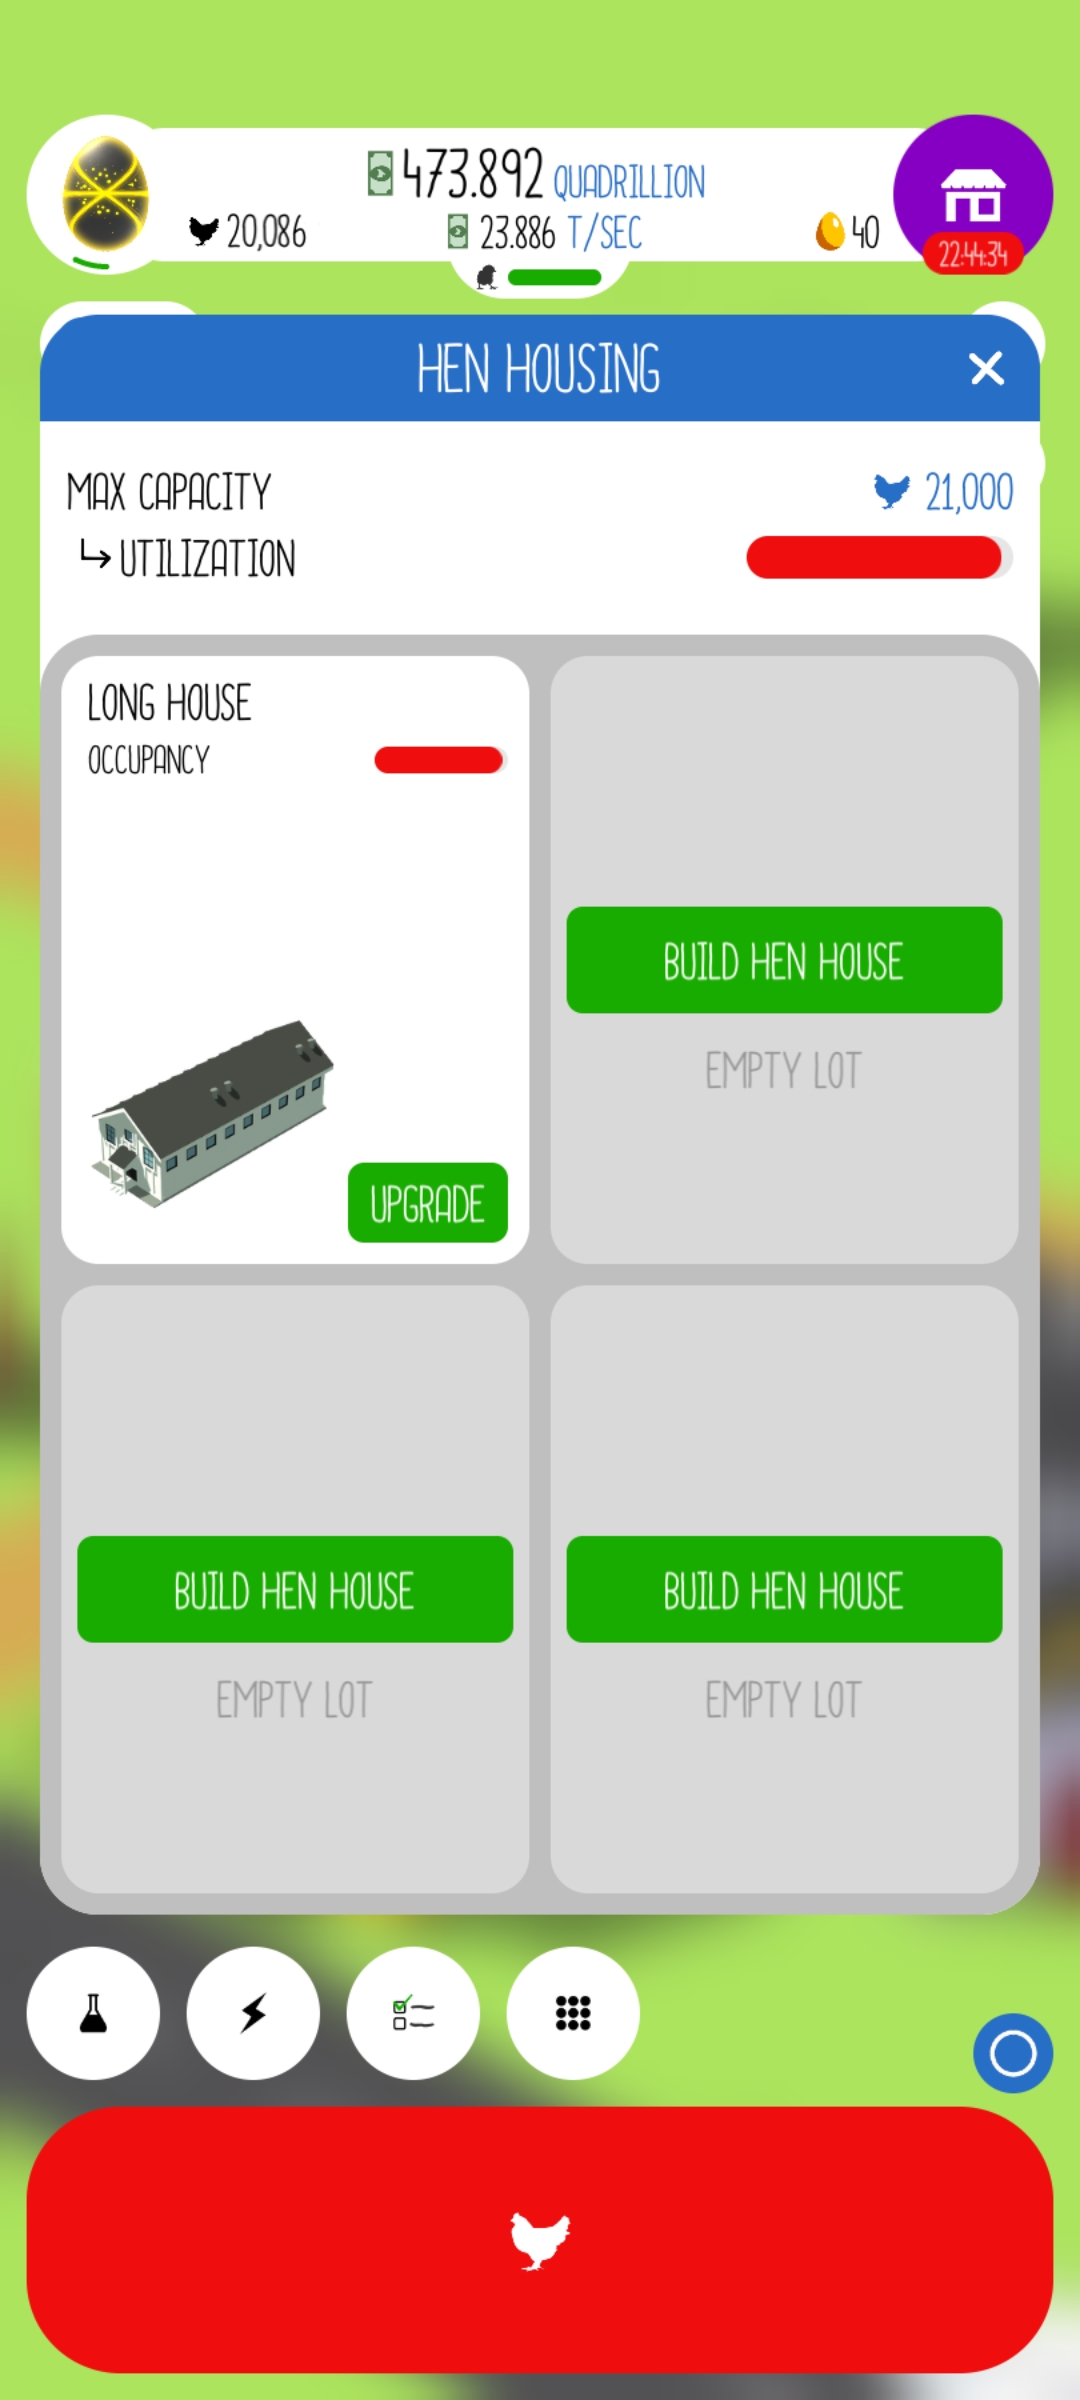 473.892 QUADRILLION
20,086 23.886 T/SEC 40
22:44:34
HEN HOUSING
MAX CAPACITY 21,000
UTILIZATION
LONG HOUSE
OCCUPANCY
UPGRADE
BUILD HEN HOUSE
EMPTY LOT
BUILD HEN HOUSE
EMPTY LOT
BUILD HEN HOUSE
EMPTY LOT